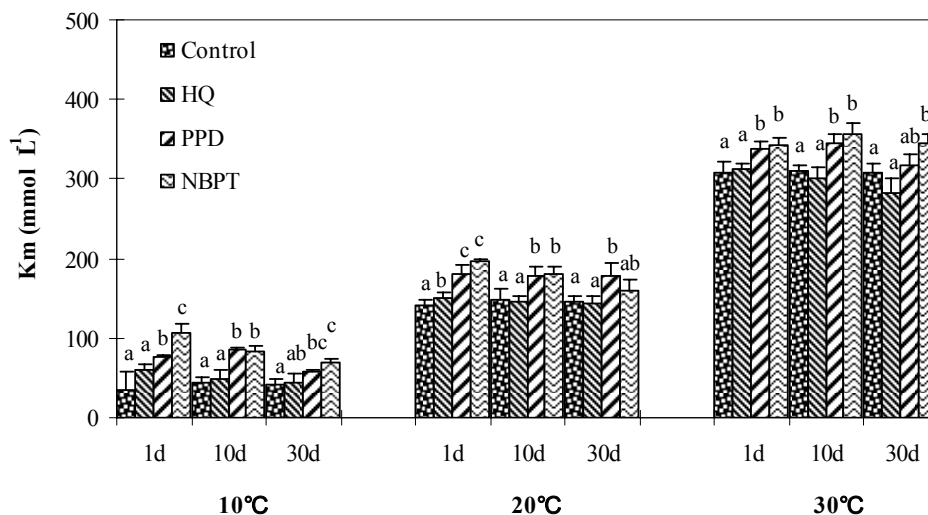 500
400
300
200
100
0
Km (mmol L-1)
Control
HQ
PPD
NBPT
a a b c a a b b a ab bc c
a b c c a a b b a a b ab
a a b b a a b b a a ab b
1d 10d 30d 1d 10d 30d 1d 10d 30d
10℃ 20℃ 30℃